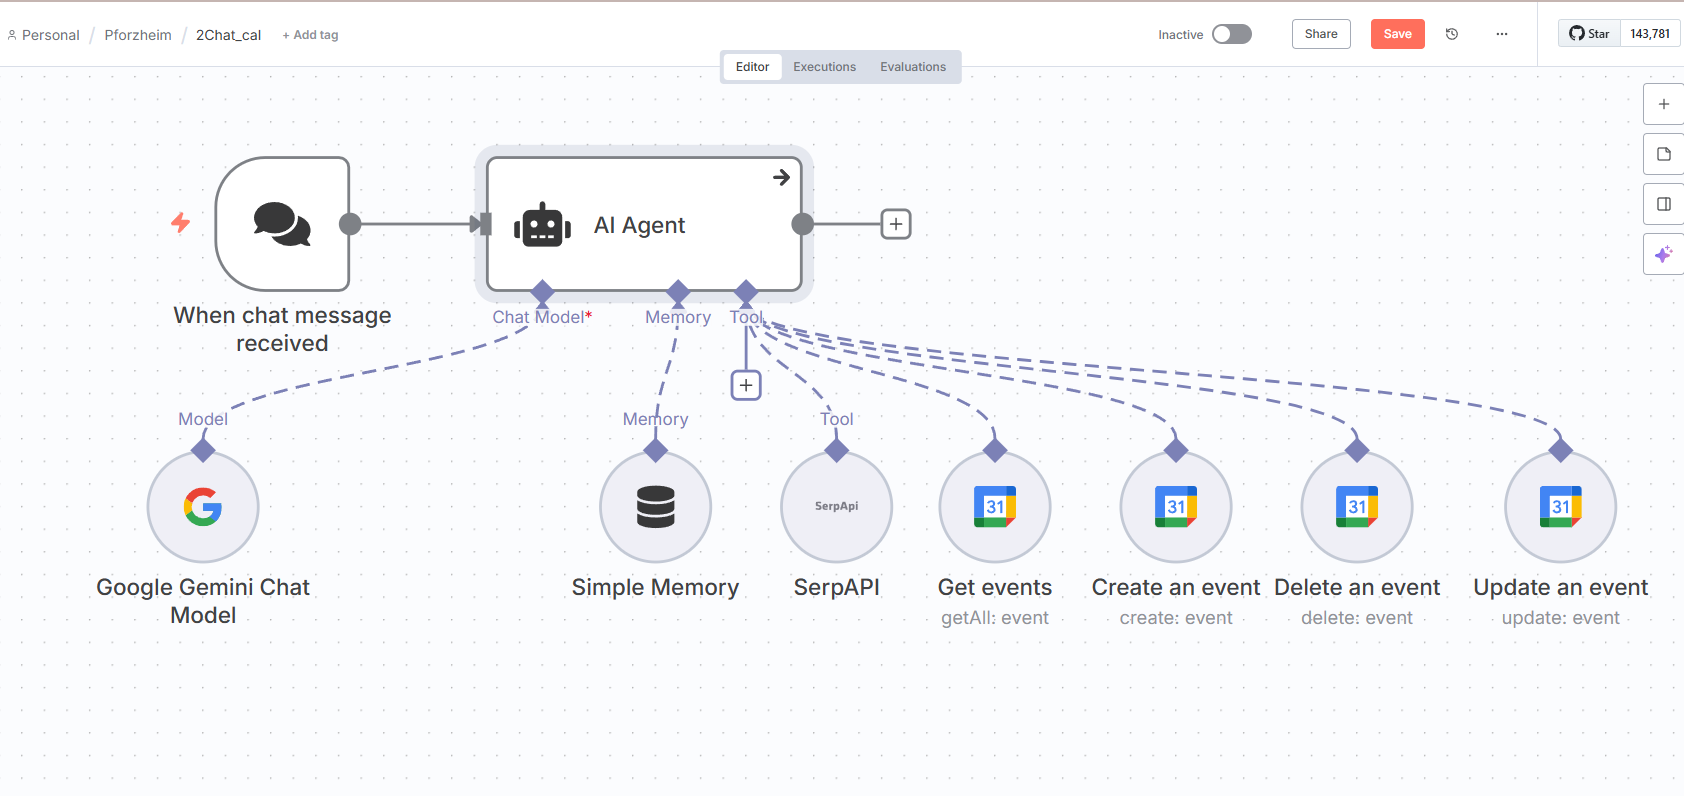 Personal / Pforzheim / 2Chat_cal + Add tag
Inactive
Share
Save
...
Star 143,781
Editor Executions Evaluations
AI Agent
When chat message
received
Chat Model*
Memory
Tool
Model
Memory
Tool
SerpApi
31
31
31
31
Google Gemini Chat
Model
Simple Memory
SerpAPI
Get events
getAll: event
Create an event
create: event
Delete an event
delete: event
Update an event
update: event